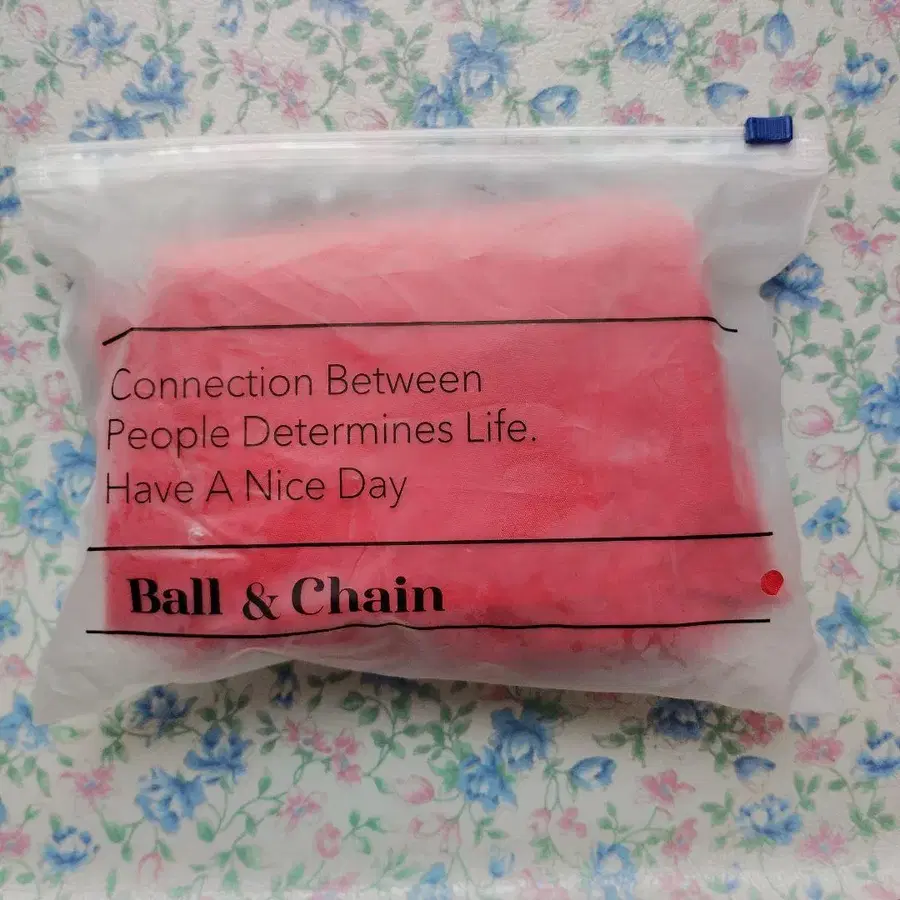 Connection Between
People Determines Life.
Have A Nice Day
Ball & Chain